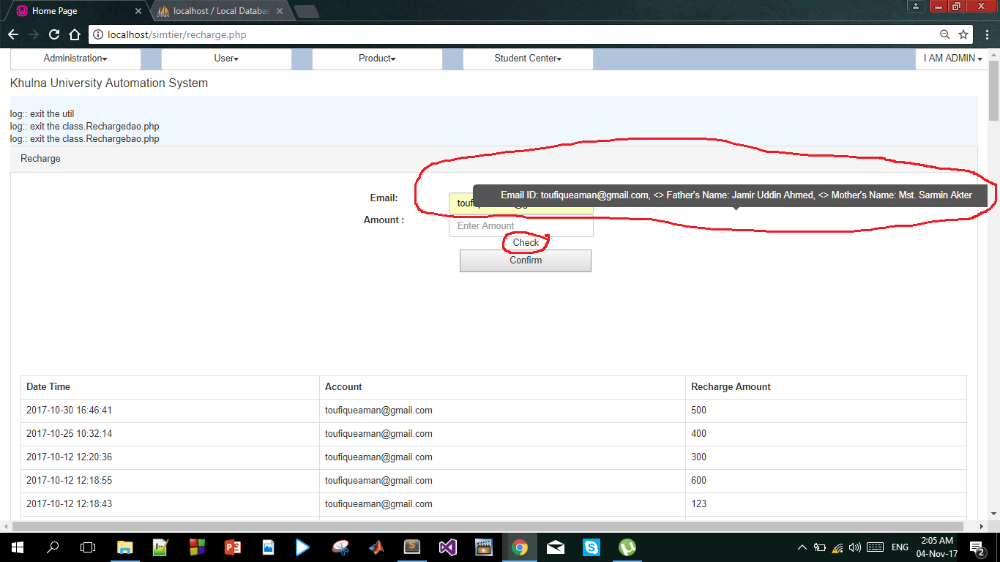 Home Page
localhost / Local Databas
localhost/simtier/recharge.php
Administration User Product Student Center I AM ADMIN
Khulna University Automation System
log:: exit the util
log:: exit the class.Rechargedao.php
log:: exit the class.Rechargebao.php
Recharge
Email ID: toufiqueaman@gmail.com, <> Father's Name: Jamir Uddin Ahmed, <> Mother's Name: Mst. Sarmin Akter
Email:
Amount :
Enter Amount
Check
Confirm
Date Time Account Recharge Amount
2017-10-30 16:46:41 toufiqueaman@gmail.com 500
2017-10-25 10:32:14 toufiqueaman@gmail.com 400
2017-10-12 12:20:36 toufiqueaman@gmail.com 300
2017-10-12 12:18:55 toufiqueaman@gmail.com 600
2017-10-12 12:18:43 toufiqueaman@gmail.com 123
ENG
2:05 AM
04-Nov-17
2